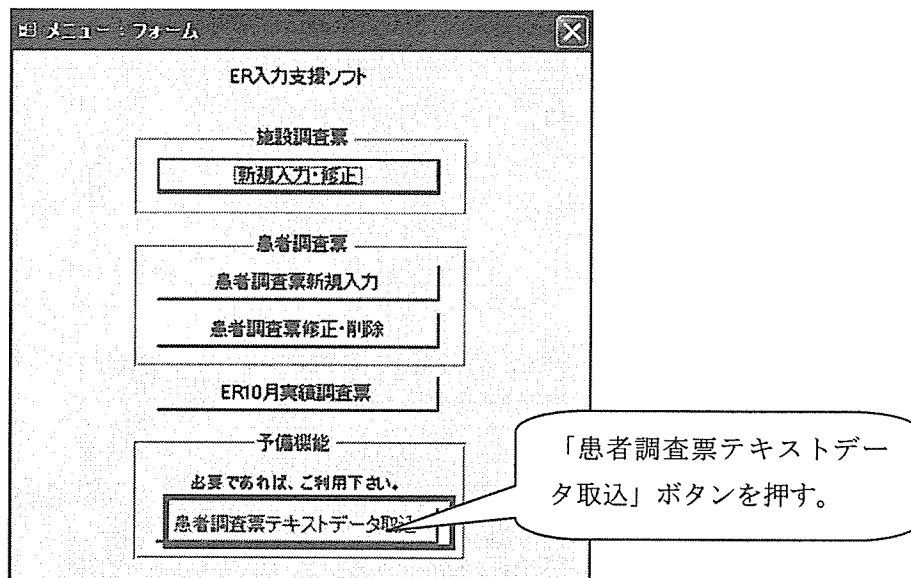 メニュー：フォーム
ER入力支援ソフト
施設調査票
新規入力・修正
患者調査票
患者調査票新規入力
患者調査票修正・削除
ER10月実績調査票
予備機能
必要であれば、ご利用下さい。
患者調査票テキストデータ取込
「患者調査票テキストデー
タ取込」ボタンを押す。